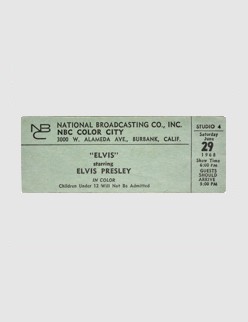 NBC
NATIONAL BROADCASTING CO., INC.
NBC COLOR CITY
3000 W. ALAMEDA AVE., BURBANK, CALIF.
"ELVIS"
starring
ELVIS PRESLEY
IN COLOR
Children Under 12 Will Not Be Admitted
STUDIO 4
Saturday
June
29
1968
Show Time
6:00 PM
GUESTS
SHOULD
ARRIVE
5:00 PM